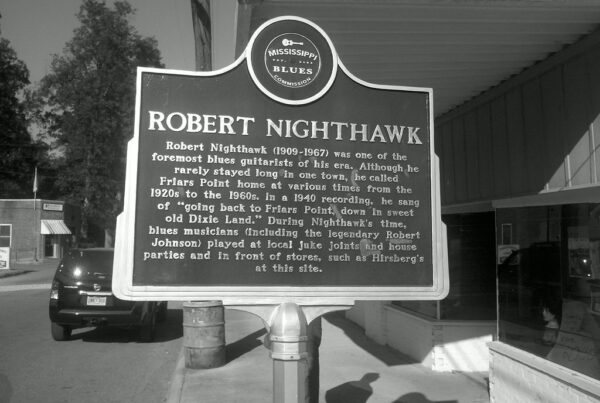 MISSISSIPPI
BLUES
COMMISSION
ROBERT NIGHTHAWK
Robert Nighthawk (1909-1967) was one of the
foremost blues guitarists of his era. Although he
rarely stayed long in one town, he called
Friars Point home at various times from the
1920s to the 1960s. In a 1940 recording, he sang
of “going back to Friars Point, down in sweet
old Dixie Land.” During Nighthawk's time,
blues musicians (including the legendary Robert
Johnson) played at local juke joints and house
parties and in front of stores, such as Hirsberg's
at this site.